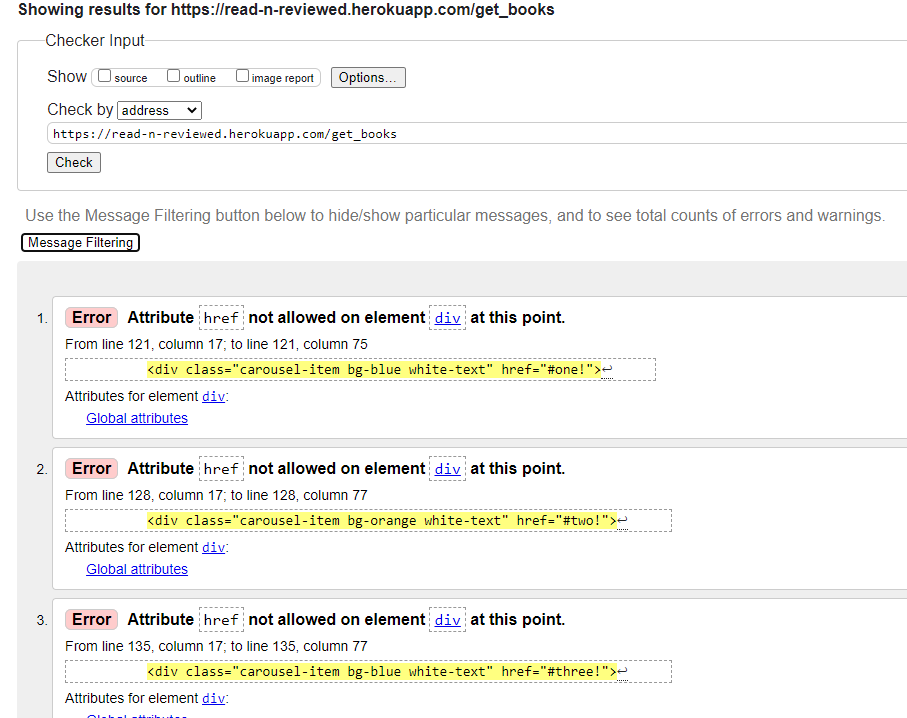 Showing results for https://read-n-reviewed.herokuapp.com/get_books
Checker Input
Show source outline image report Options...
Check by address
https://read-n-reviewed.herokuapp.com/get_books
Check
Use the Message Filtering button below to hide/show particular messages, and to see total counts of errors and warnings.
Message Filtering
1. Error Attribute href not allowed on element div at this point.
From line 121, column 17; to line 121, column 75
<div class="carousel-item bg-blue white-text" href="#one!">↩
Attributes for element div:
Global attributes
2. Error Attribute href not allowed on element div at this point.
From line 128, column 17; to line 128, column 77
<div class="carousel-item bg-orange white-text" href="#two!">↩
Attributes for element div:
Global attributes
3. Error Attribute href not allowed on element div at this point.
From line 135, column 17; to line 135, column 77
<div class="carousel-item bg-blue white-text" href="#three!">↩
Attributes for element div:
Global attributes